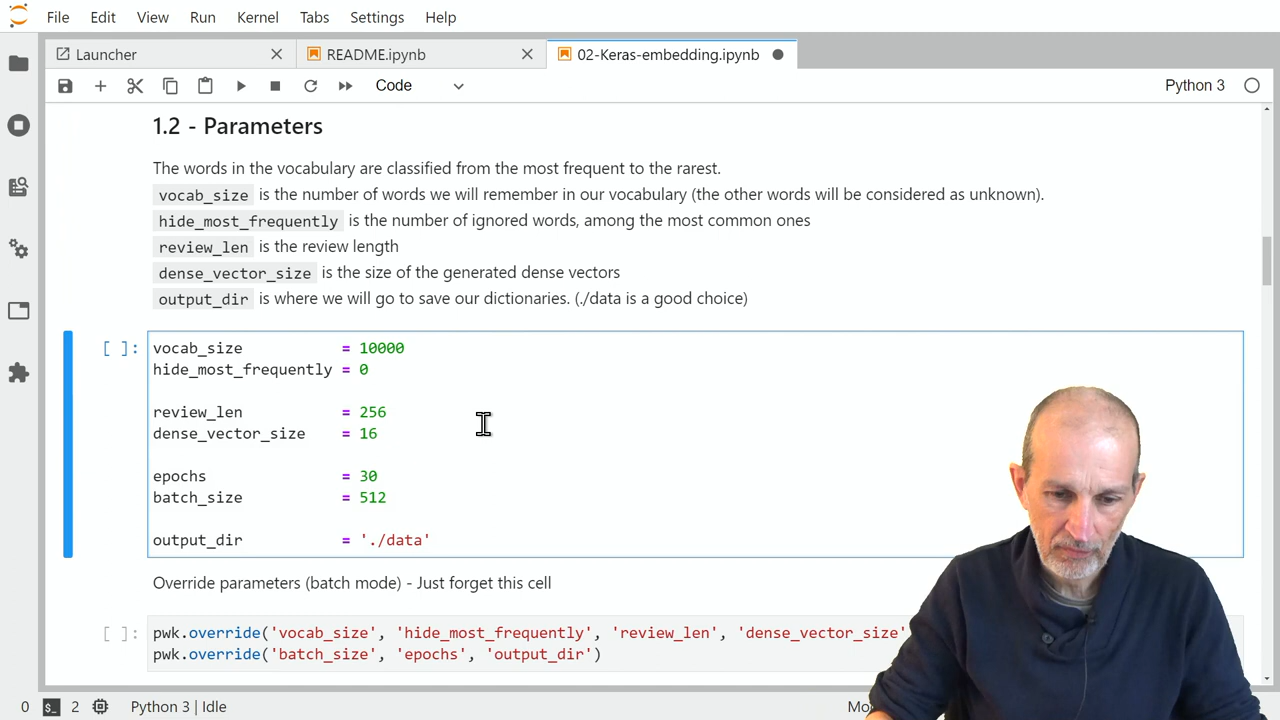 File Edit View Run Kernel Tabs Settings Help
Launcher README.ipynb 02-Keras-embedding.ipynb
Code Python 3
1.2 - Parameters
The words in the vocabulary are classified from the most frequent to the rarest.
vocab_size is the number of words we will remember in our vocabulary (the other words will be considered as unknown).
hide_most_frequently is the number of ignored words, among the most common ones
review_len is the review length
dense_vector_size is the size of the generated dense vectors
output_dir is where we will go to save our dictionaries. (./data is a good choice)
[ ]: vocab_size = 10000
hide_most_frequently = 0
review_len = 256
dense_vector_size = 16
epochs = 30
batch_size = 512
output_dir = './data'
Override parameters (batch mode) - Just forget this cell
[ ]: pwk.override('vocab_size', 'hide_most_frequently', 'review_len', 'dense_vector_size'
pwk.override('batch_size', 'epochs', 'output_dir')
0 $_ 2 Python 3 | Idle